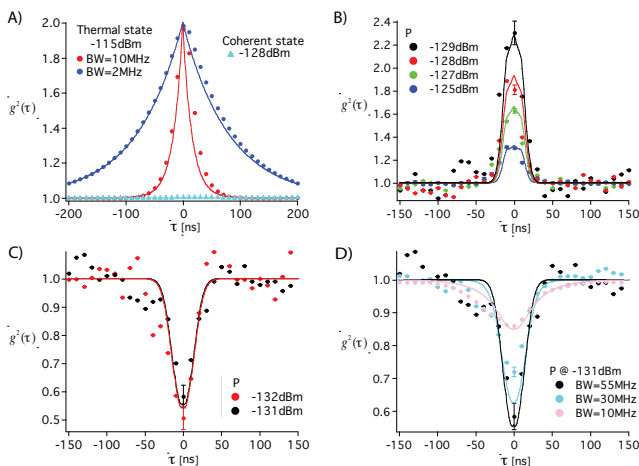 A)
Thermal state
-115dBm
BW=10MHz
BW=2MHz
Coherent state
-128dBm
g²(τ)
2.0
1.8
1.6
1.4
1.2
1.0
-200 -100 0 100 200
τ [ns]
B)
P
-129dBm
-128dBm
-127dBm
-125dBm
g²(τ)
2.4
2.2
2.0
1.8
1.6
1.4
1.2
1.0
-150 -100 -50 0 50 100 150
τ [ns]
C)
g²(τ)
1.0
0.9
0.8
0.7
0.6
0.5
P
-132dBm
-131dBm
-150 -100 -50 0 50 100 150
τ [ns]
D)
g²(τ)
1.0
0.9
0.8
0.7
0.6
P @ -131dBm
BW=55MHz
BW=30MHz
BW=10MHz
-150 -100 -50 0 50 100 150
τ [ns]